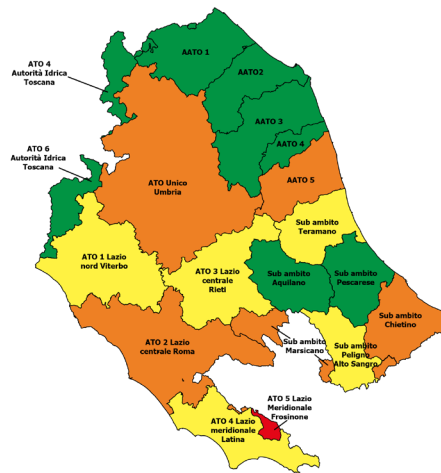 AATO 1
ATO 4
Autorità Idrica
Toscana
AATO2
AATO 3
AATO 4
ATO 6
Autorità Idrica
Toscana
ATO Unico
Umbria
AATO 5
Sub ambito
Teramano
ATO 1 Lazio
nord Viterbo
ATO 3 Lazio
centrale
Rieti
Sub ambito
Aquilano
Sub ambito
Pescarese
Sub ambito
Chietino
ATO 2 Lazio
centrale Roma
Sub ambito
Marsicano
Sub ambito
Peligno
Alto Sangro
ATO 5 Lazio
Meridionale
Frosinone
ATO 4 Lazio
meridionale
Latina